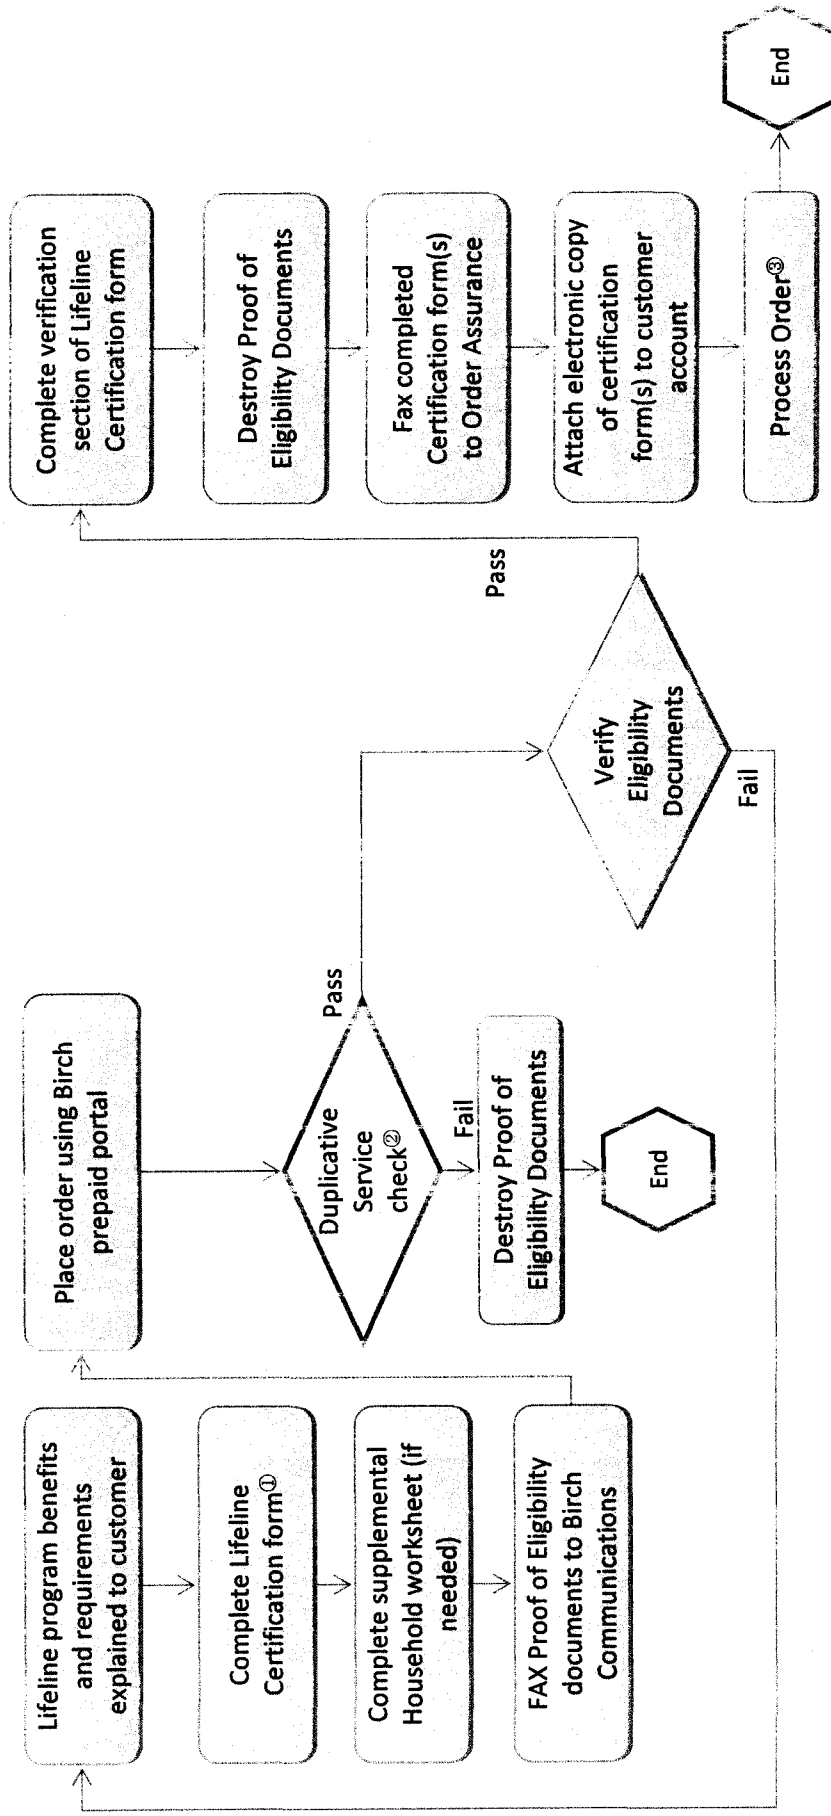 Lifeline program benefits
and requirements
explained to customer
Complete Lifeline
Certification form①
Complete supplemental
Household worksheet (if
needed)
FAX Proof of Eligibility
documents to Birch
Communications
Place order using Birch
prepaid portal
Duplicative
Service
check②
Pass
Fail
Destroy Proof of
Eligibility Documents
End
Verify
Eligibility
Documents
Pass
Fail
Complete verification
section of Lifeline
Certification form
Destroy Proof of
Eligibility Documents
Fax completed
Certification form(s)
to Order Assurance
Attach electronic copy
of certification
form(s) to customer
account
Process Order③
End